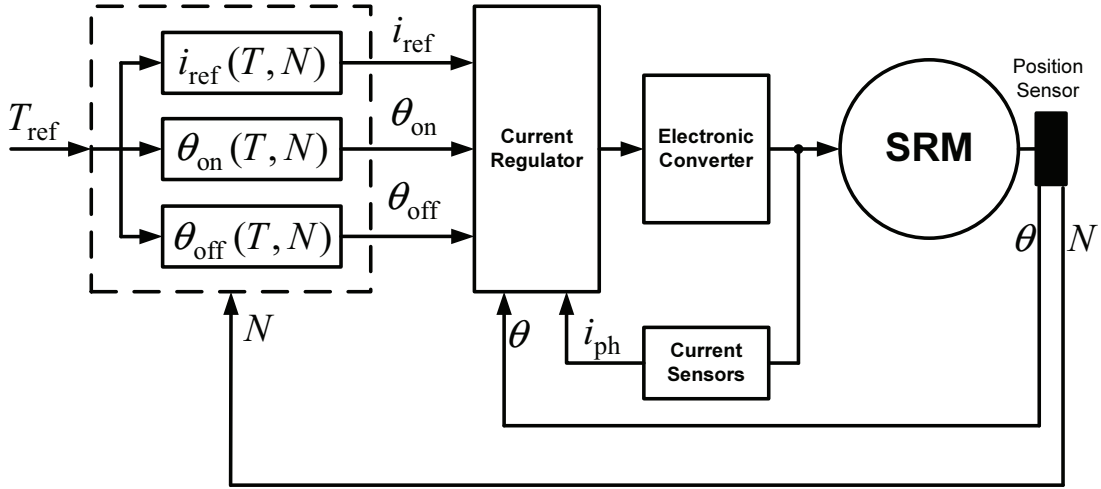 T_ref
i_ref (T, N)
θ_on (T, N)
θ_off (T, N)
i_ref
θ_on
θ_off
Current
Regulator
Electronic
Converter
SRM
Position
Sensor
θ
N
N
θ
i_ph
Current
Sensors